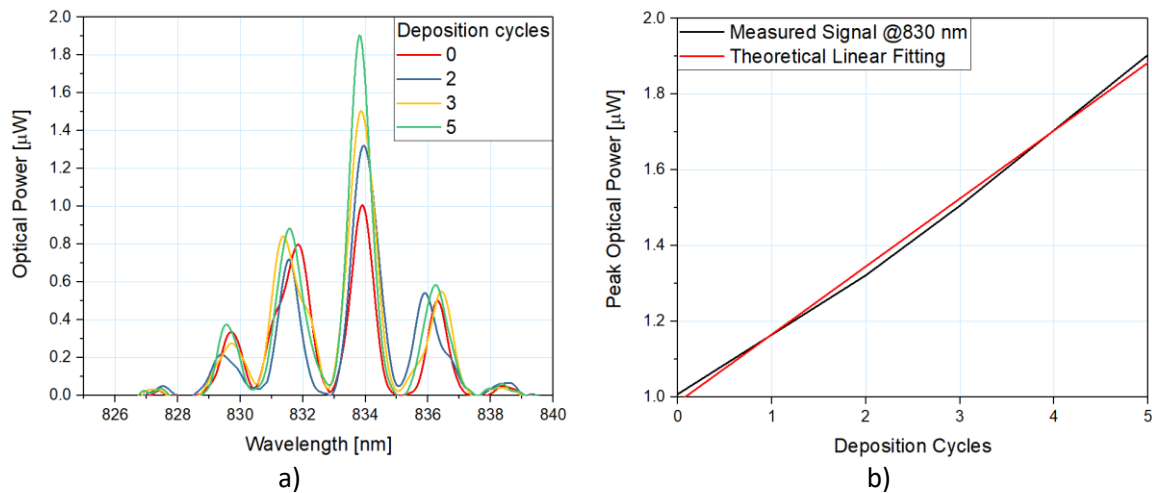 2.0
1.8
1.6
1.4
1.2
1.0
0.8
0.6
0.4
0.2
0.0
Optical Power [µW]
Deposition cycles
0
2
3
5
826 828 830 832 834 836 838 840
Wavelength [nm]
a)
2.0
1.8
1.6
1.4
1.2
1.0
Peak Optical Power [µW]
Measured Signal @830 nm
Theoretical Linear Fitting
0 1 2 3 4 5
Deposition Cycles
b)